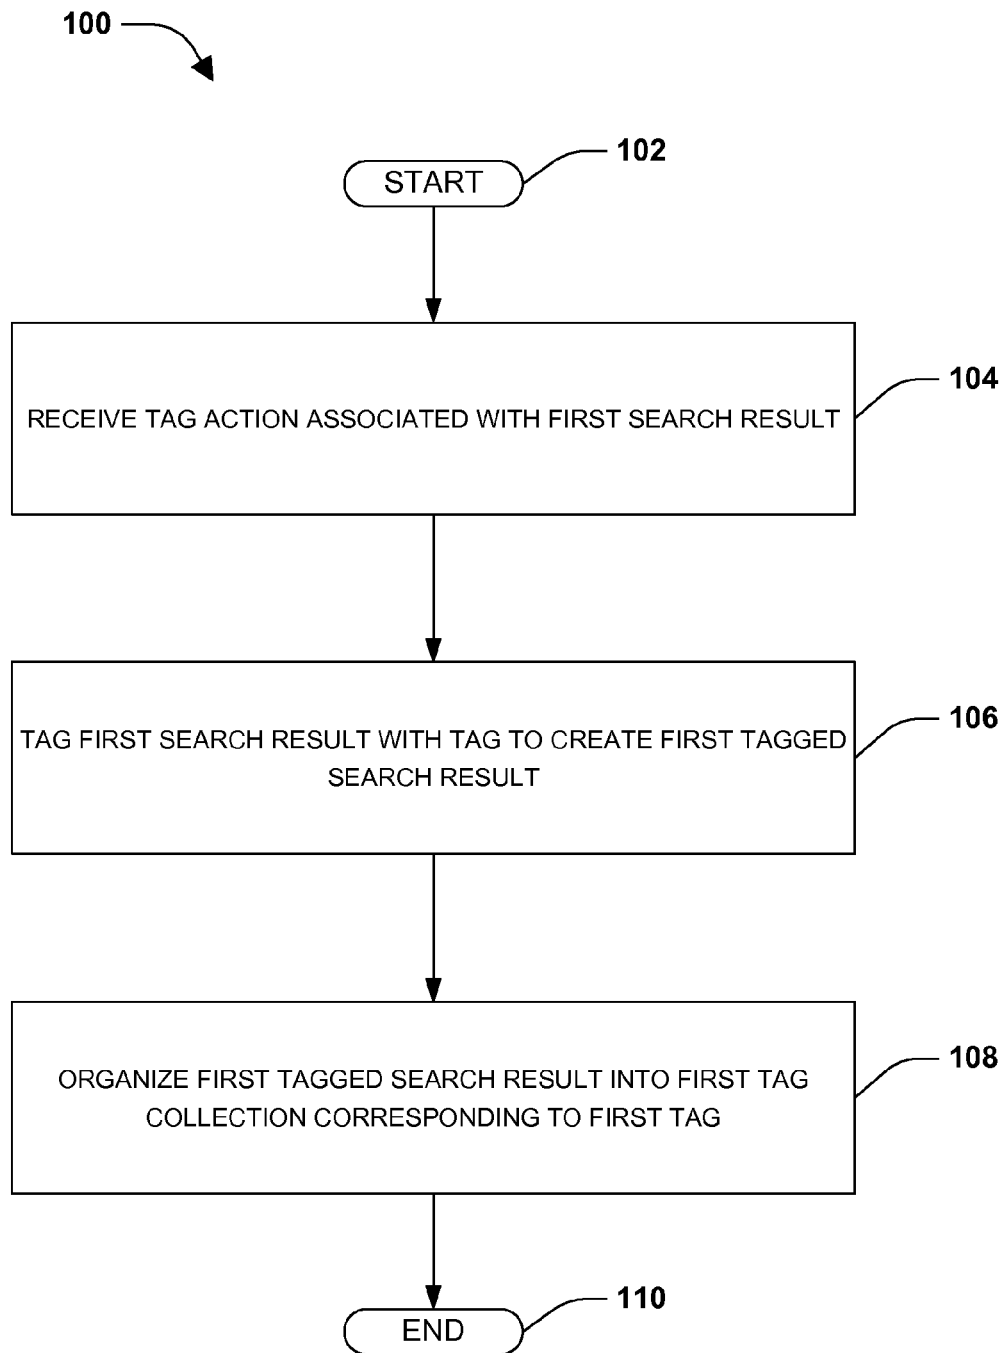 100
START
102
RECEIVE TAG ACTION ASSOCIATED WITH FIRST SEARCH RESULT
104
TAG FIRST SEARCH RESULT WITH TAG TO CREATE FIRST TAGGED
SEARCH RESULT
106
ORGANIZE FIRST TAGGED SEARCH RESULT INTO FIRST TAG
COLLECTION CORRESPONDING TO FIRST TAG
108
END
110